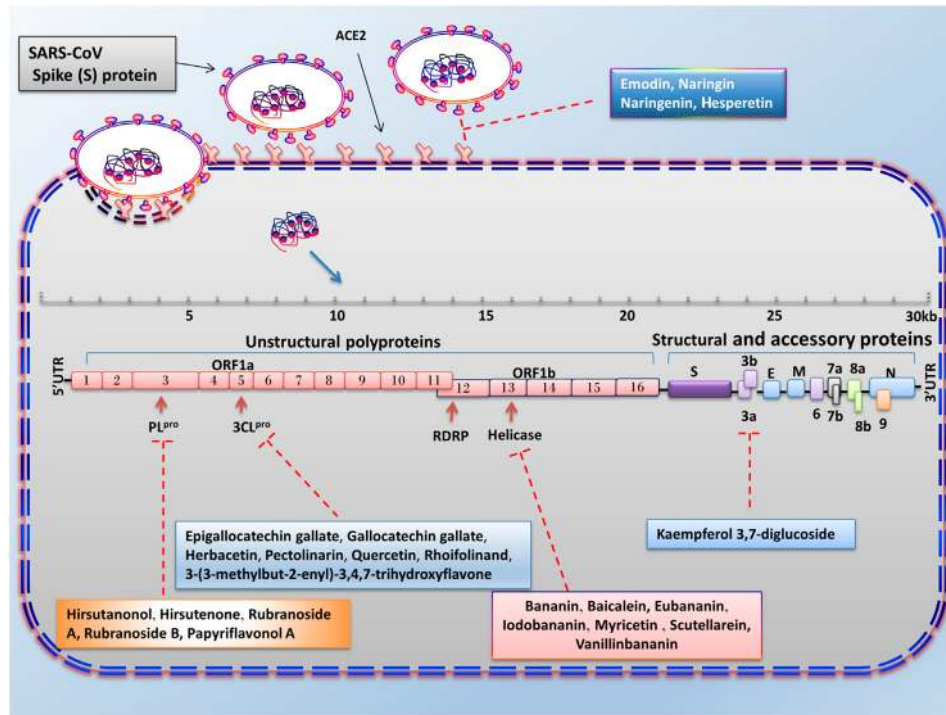 SARS-CoV
Spike (S) protein
ACE2
Emodin, Naringin
Naringenin, Hesperetin
5 10 15 20 25 30kb
Unstructural polyproteins
Structural and accessory proteins
5'UTR
ORF1a
ORF1b
1 2 3 4 5 6 7 8 9 10 11
12 13 14 15 16
S
3b
E
M
7a
8a
N
3'UTR
3a
6
7b
8b
9
PLpro
3CLpro
RDRP
Helicase
Epigallocatechin gallate, Gallocatechin gallate,
Herbacetin, Pectolinarin, Quercetin, Rhoifolinand,
3-(3-methylbut-2-enyl)-3,4,7-trihydroxyflavone
Kaempferol 3,7-diglucoside
Hirsutanonol, Hirsutenone, Rubranoside
A, Rubranoside B, Papyriflavonol A
Bananin, Baicalein, Eubananin,
Iodobananin, Myricetin , Scutellarein,
Vanillinbananin